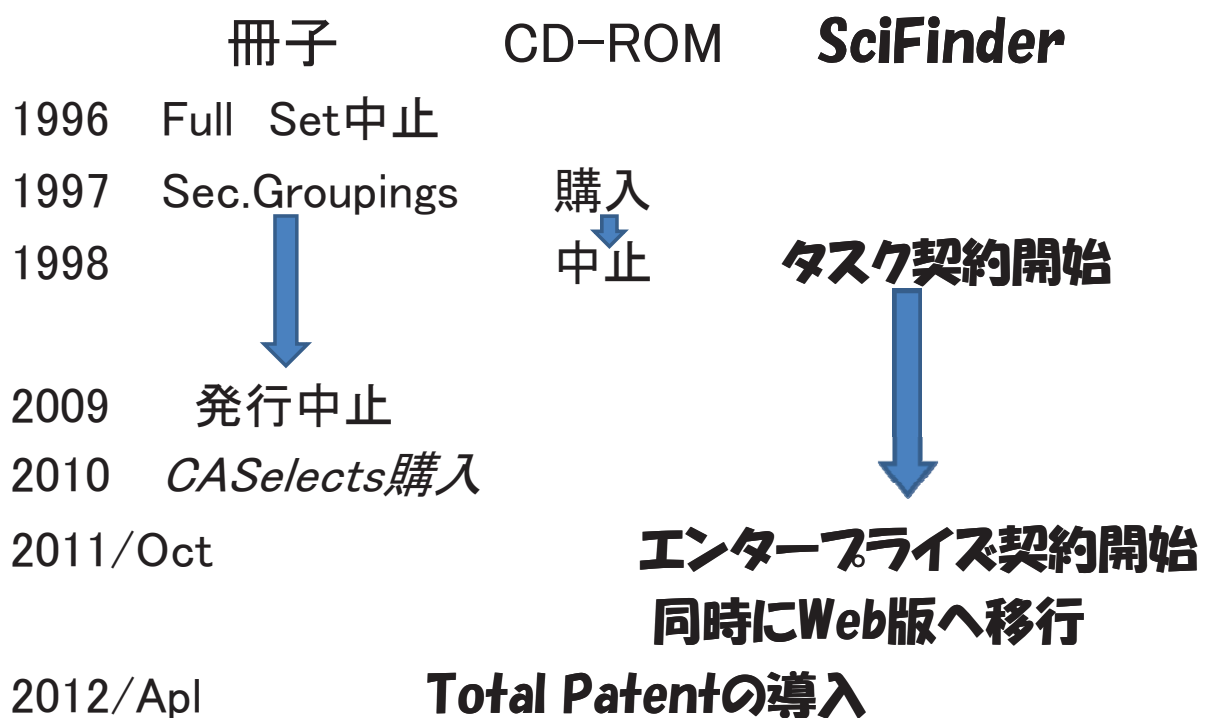 冊子 CD-ROM SciFinder
1996 Full Set中止
1997 Sec.Groupings 購入
1998 中止 タスク契約開始
2009 発行中止
2010 CASelects購入
2011/Oct エンタープライズ契約開始
同時にWeb版へ移行
2012/Apl Total Patentの導入